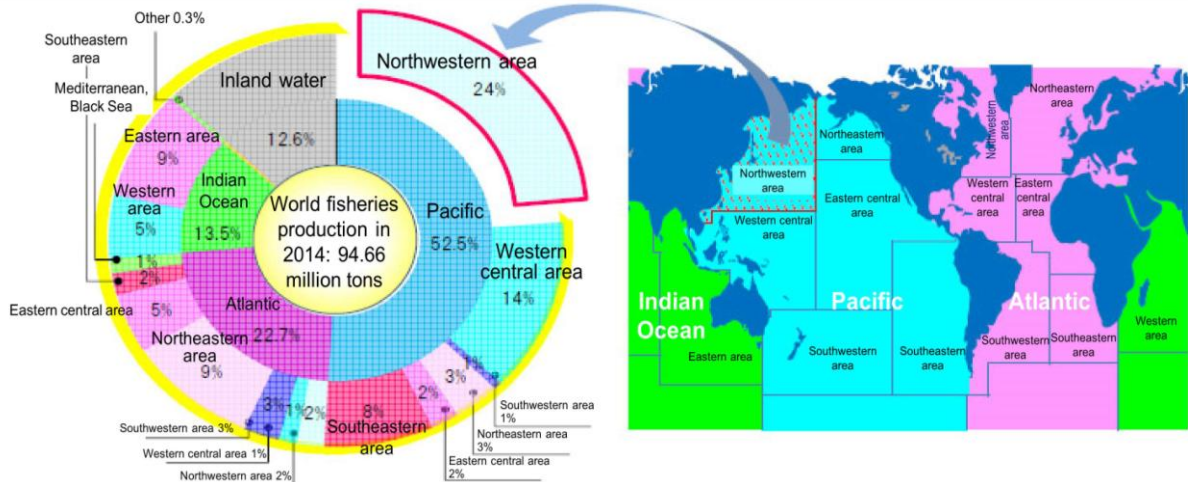 Other 0.3%
Southeastern
area
Mediterranean,
Black Sea
Inland water
12.6%
Northwestern area
24%
Eastern area
9%
Indian
Ocean
13.5%
Western
area
5%
World fisheries
production in
2014: 94.66
million tons
Pacific
52.5%
Western
central area
14%
1%
2%
Atlantic
22.7%
Eastern central area
5%
Northeastern
area
9%
3%
1%
2%
8%
Southeastern
area
2%
3%
1%
Southwestern area
1%
Northeastern area
3%
Eastern central area
2%
Southwestern area 3%
Western central area 1%
Northwestern area 2%
Northeastern
area
Northwestern
area
Northeastern
area
Northwestern
area
Western central
area
Eastern central
area
Western
central
area
Eastern
central
area
Indian
Ocean
Pacific
Atlantic
Eastern area
Southwestern
area
Southeastern
area
Southwestern
area
Southeastern
area
Western
area